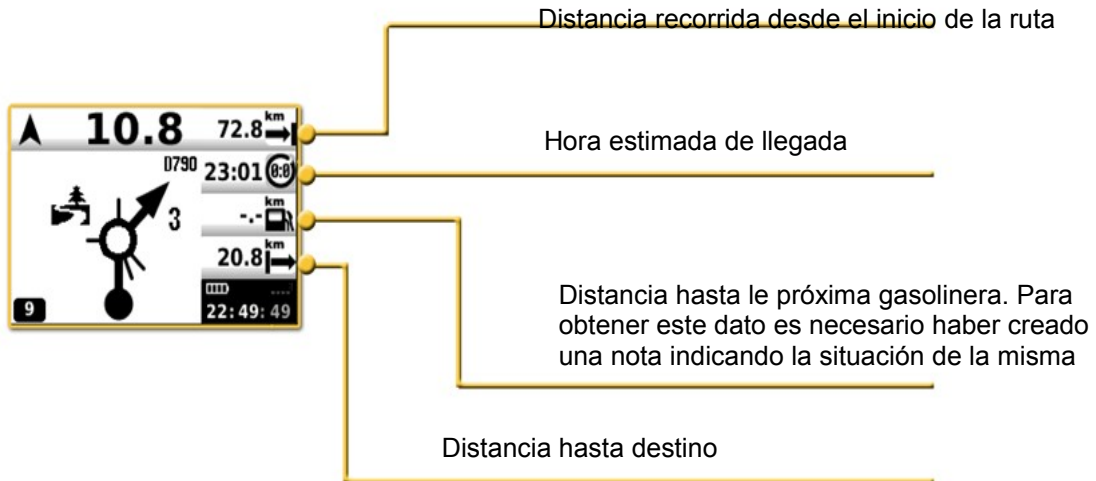 Distancia recorrida desde el inicio de la ruta
10.8
72.8 km
Hora estimada de llegada
D790
23:01
0:0
3
-.- km
20.8 km
9
22:49:49
Distancia hasta le próxima gasolinera. Para
obtener este dato es necesario haber creado
una nota indicando la situación de la misma
Distancia hasta destino